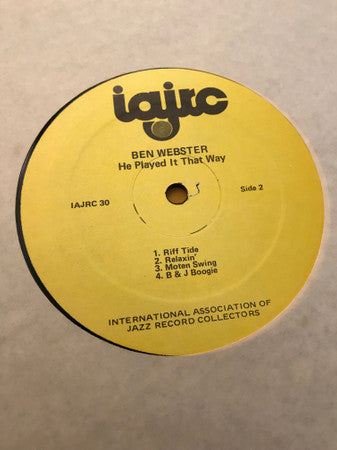 iajrc
BEN WEBSTER
He Played It That Way
IAJRC 30
Side 2
1. Riff Tide
2. Relaxin'
3. Moten Swing
4. B & J Boogie
INTERNATIONAL ASSOCIATION OF
JAZZ RECORD COLLECTORS